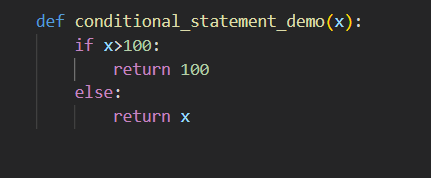 def conditional_statement_demo(x):
    if x>100:
        return 100
    else:
        return x